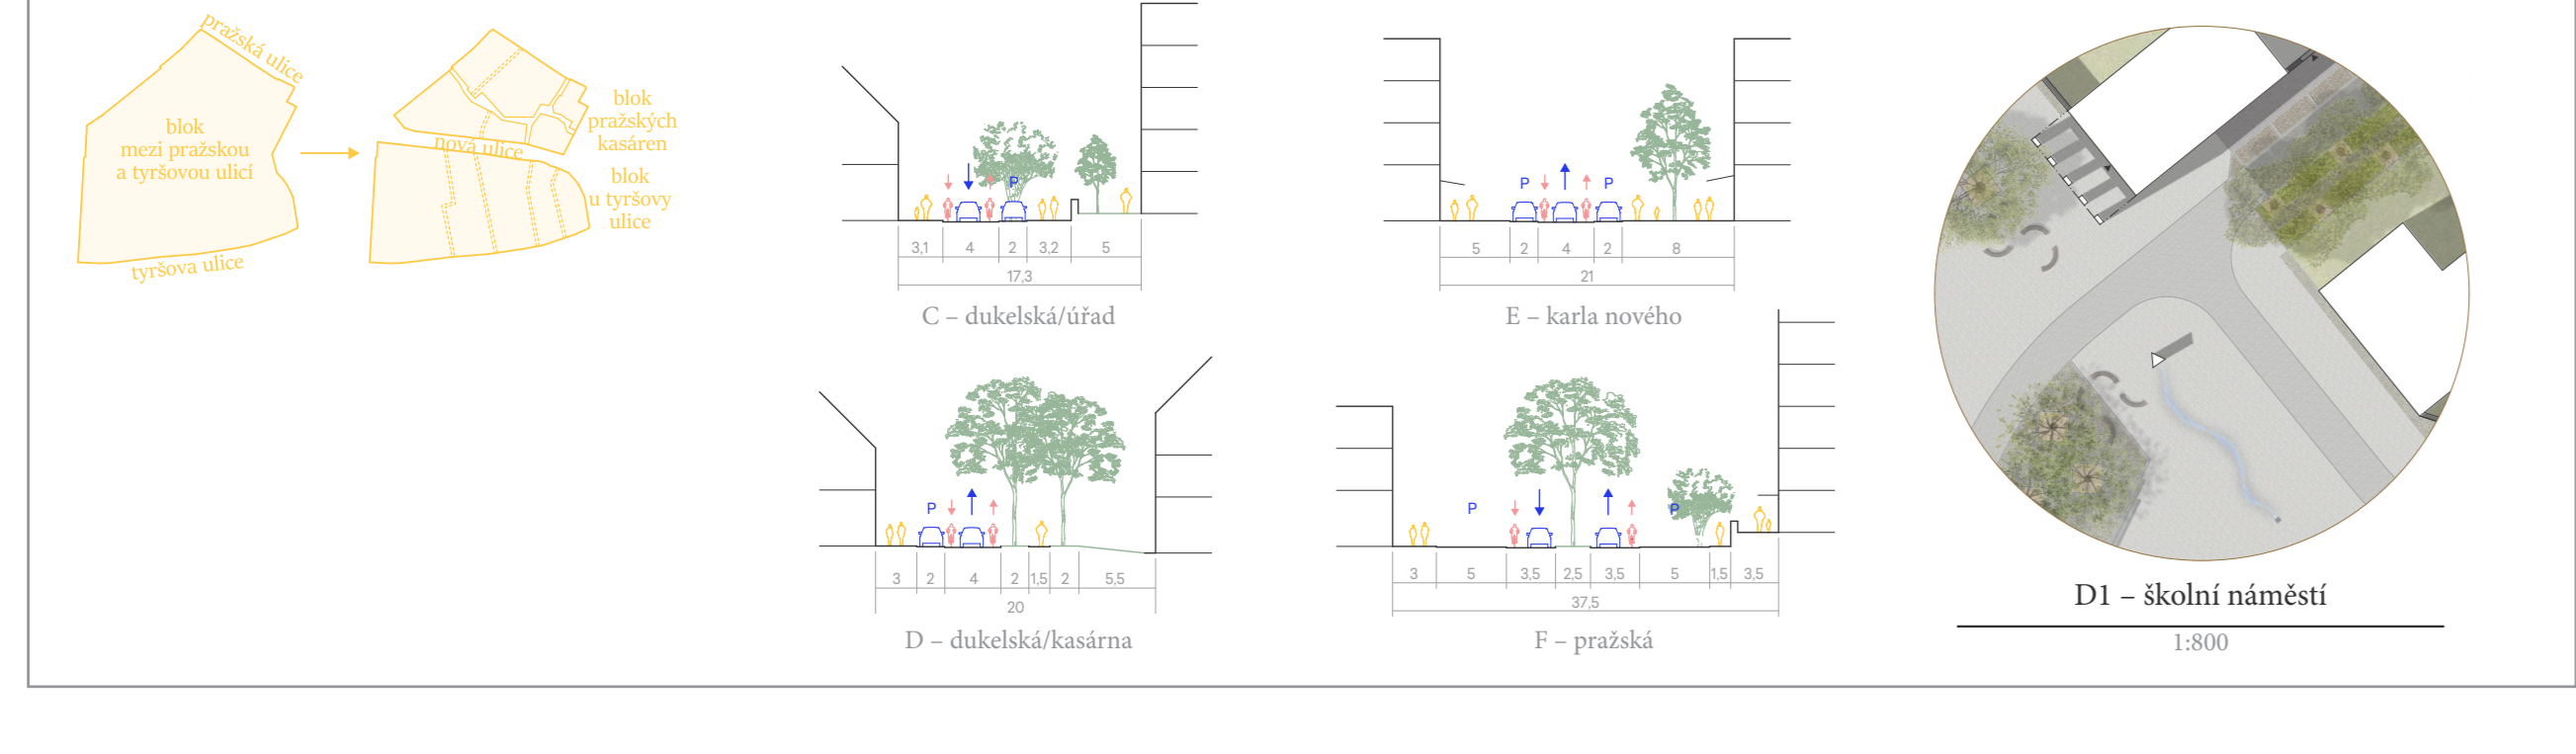 pražská ulice
blok
mezi pražskou
a tyršovou ulicí
tyršova ulice
nová ulice
blok
pražských
kasáren
blok
u tyršovy
ulice
P
3,1 4 2 3,2 5
17,3
C – dukelská/úřad
P P
5 2 4 2 8
21
E – karla nového
P
3 2 4 2 1,5 2 5,5
20
D – dukelská/kasárna
P P
3 5 3,5 2,5 3,5 5 1,5 3,5
37,5
F – pražská
D1 – školní náměstí
1:800